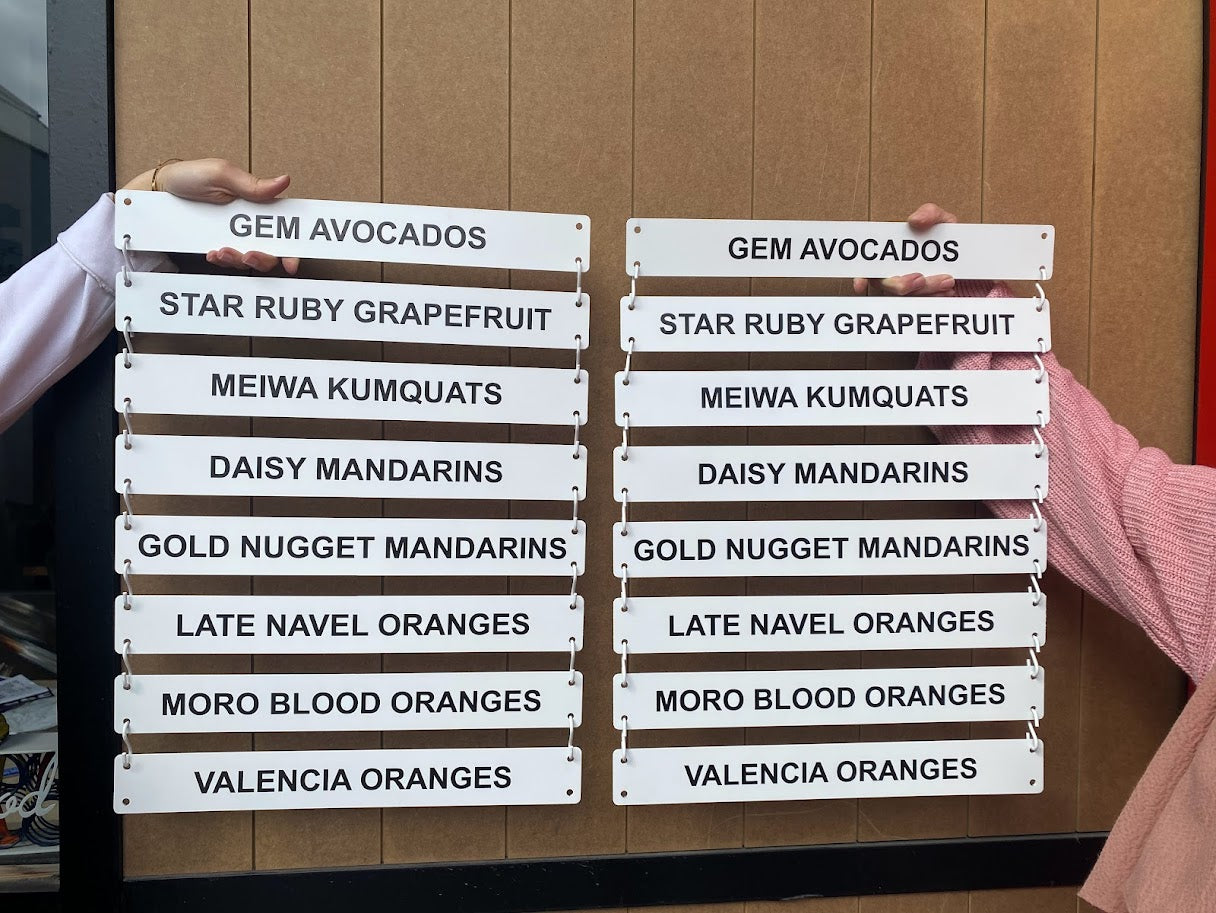 GEM AVOCADOS
STAR RUBY GRAPEFRUIT
MEIWA KUMQUATS
DAISY MANDARINS
GOLD NUGGET MANDARINS
LATE NAVEL ORANGES
MORO BLOOD ORANGES
VALENCIA ORANGES
GEM AVOCADOS
STAR RUBY GRAPEFRUIT
MEIWA KUMQUATS
DAISY MANDARINS
GOLD NUGGET MANDARINS
LATE NAVEL ORANGES
MORO BLOOD ORANGES
VALENCIA ORANGES